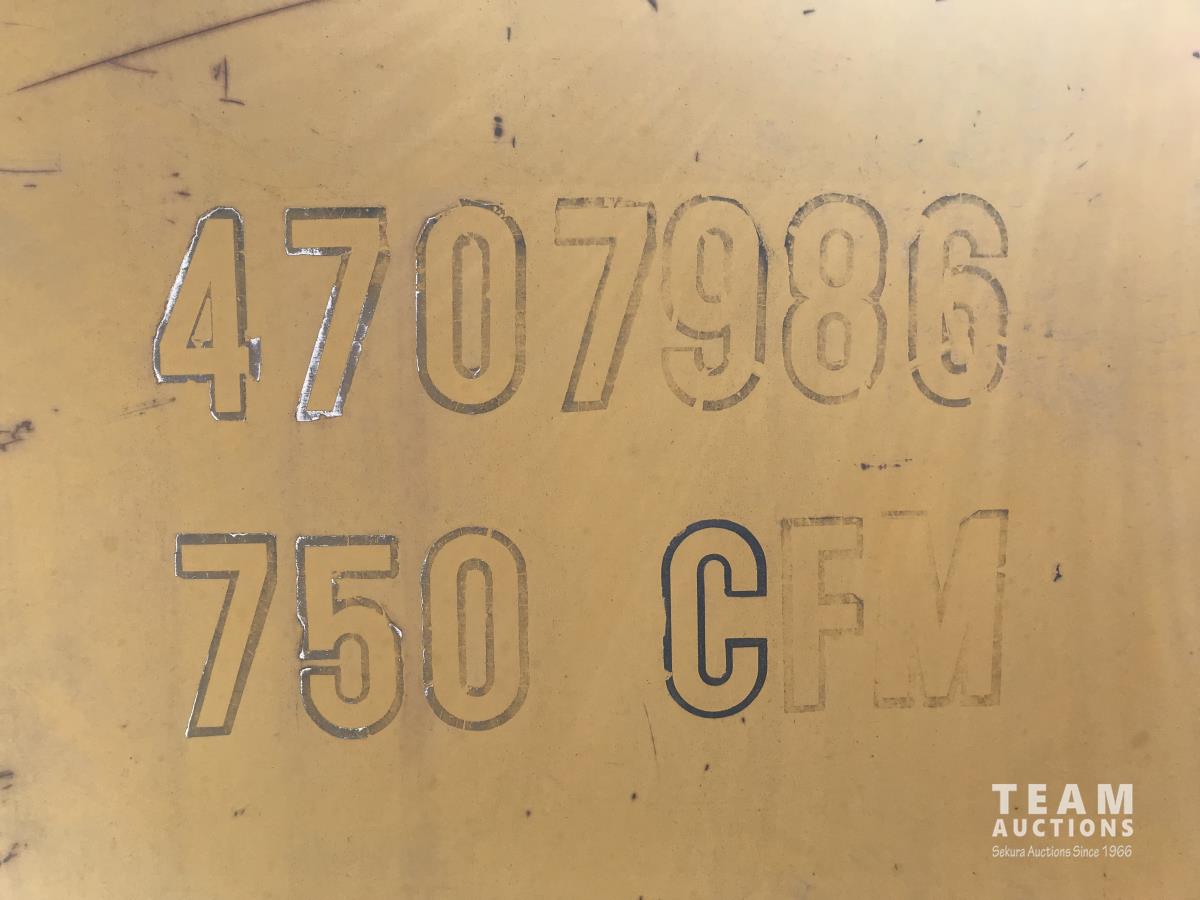 4707986
750 CFM
TEAM
AUCTIONS
Sekura Auctions Since 1966